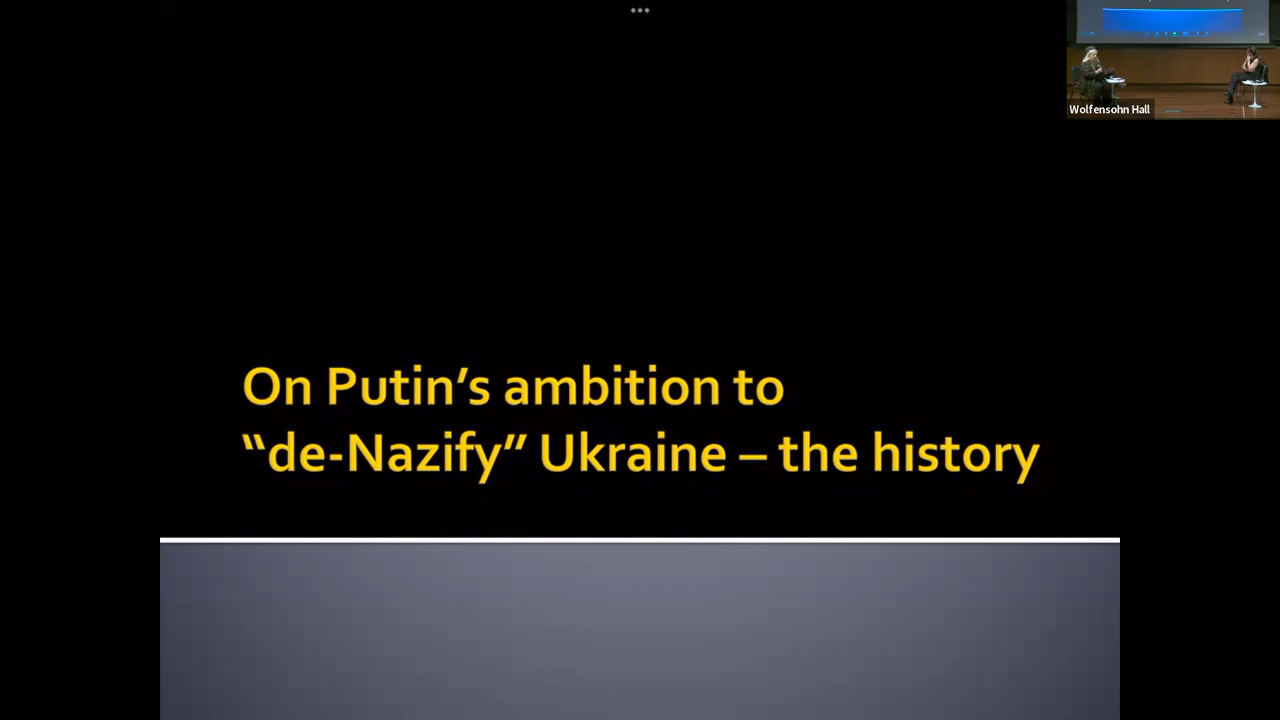 Wolfensohn Hall
On Putin’s ambition to
“de-Nazify” Ukraine – the history